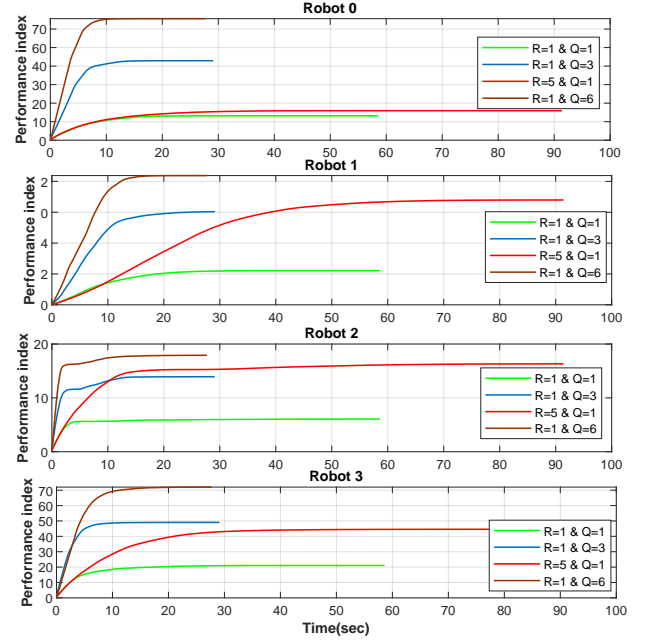 Robot 0
Performance index
70
60
50
40
30
20
10
0
R=1 & Q=1
R=1 & Q=3
R=5 & Q=1
R=1 & Q=6
0 10 20 30 40 50 60 70 80 90 100
Robot 1
Performance index
2
0
4
2
0
R=1 & Q=1
R=1 & Q=3
R=5 & Q=1
R=1 & Q=6
0 10 20 30 40 50 60 70 80 90 100
Robot 2
Performance index
20
10
0
R=1 & Q=1
R=1 & Q=3
R=5 & Q=1
R=1 & Q=6
0 10 20 30 40 50 60 70 80 90 100
Robot 3
Performance index
70
60
50
40
30
20
10
0
R=1 & Q=1
R=1 & Q=3
R=5 & Q=1
R=1 & Q=6
0 10 20 30 40 50 60 70 80 90 100
Time(sec)